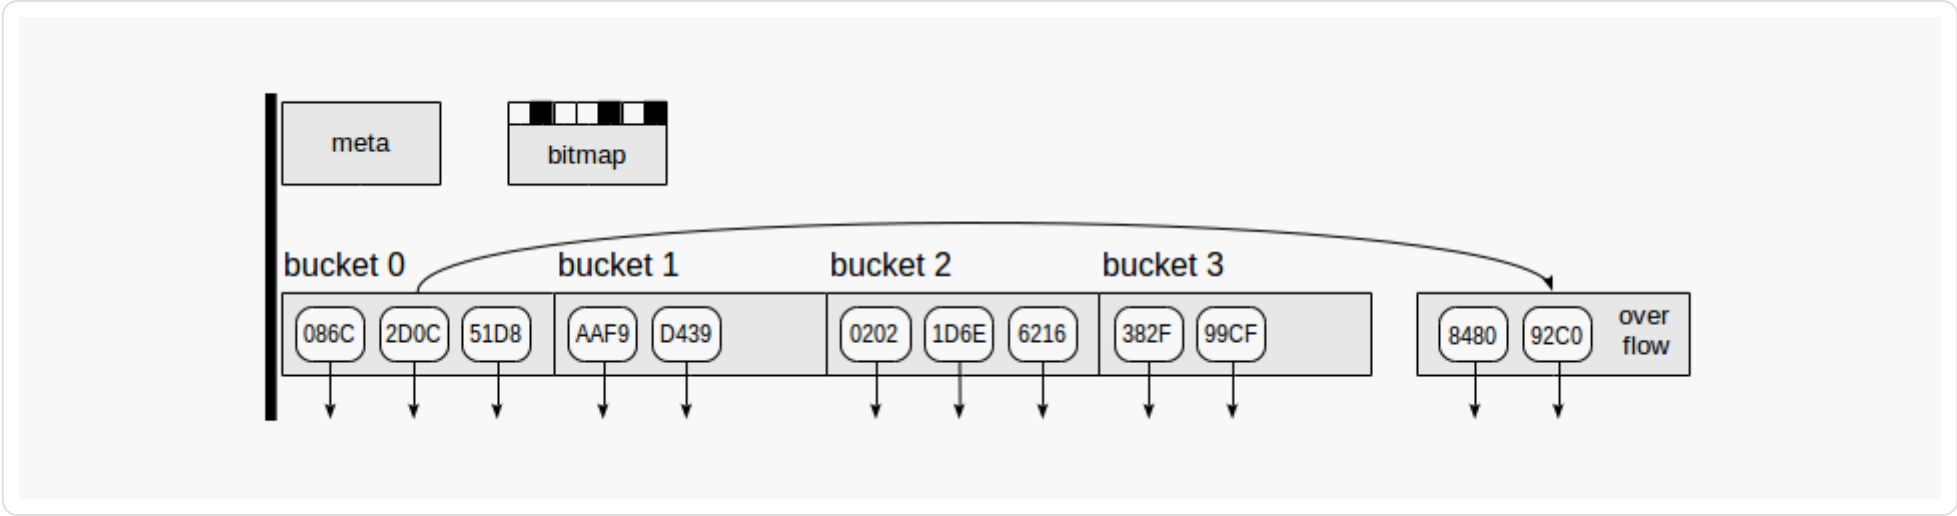 meta
bitmap
bucket 0
bucket 1
bucket 2
bucket 3
086C 2D0C 51D8 AAF9 D439 0202 1D6E 6216 382F 99CF 8480 92C0
over
flow